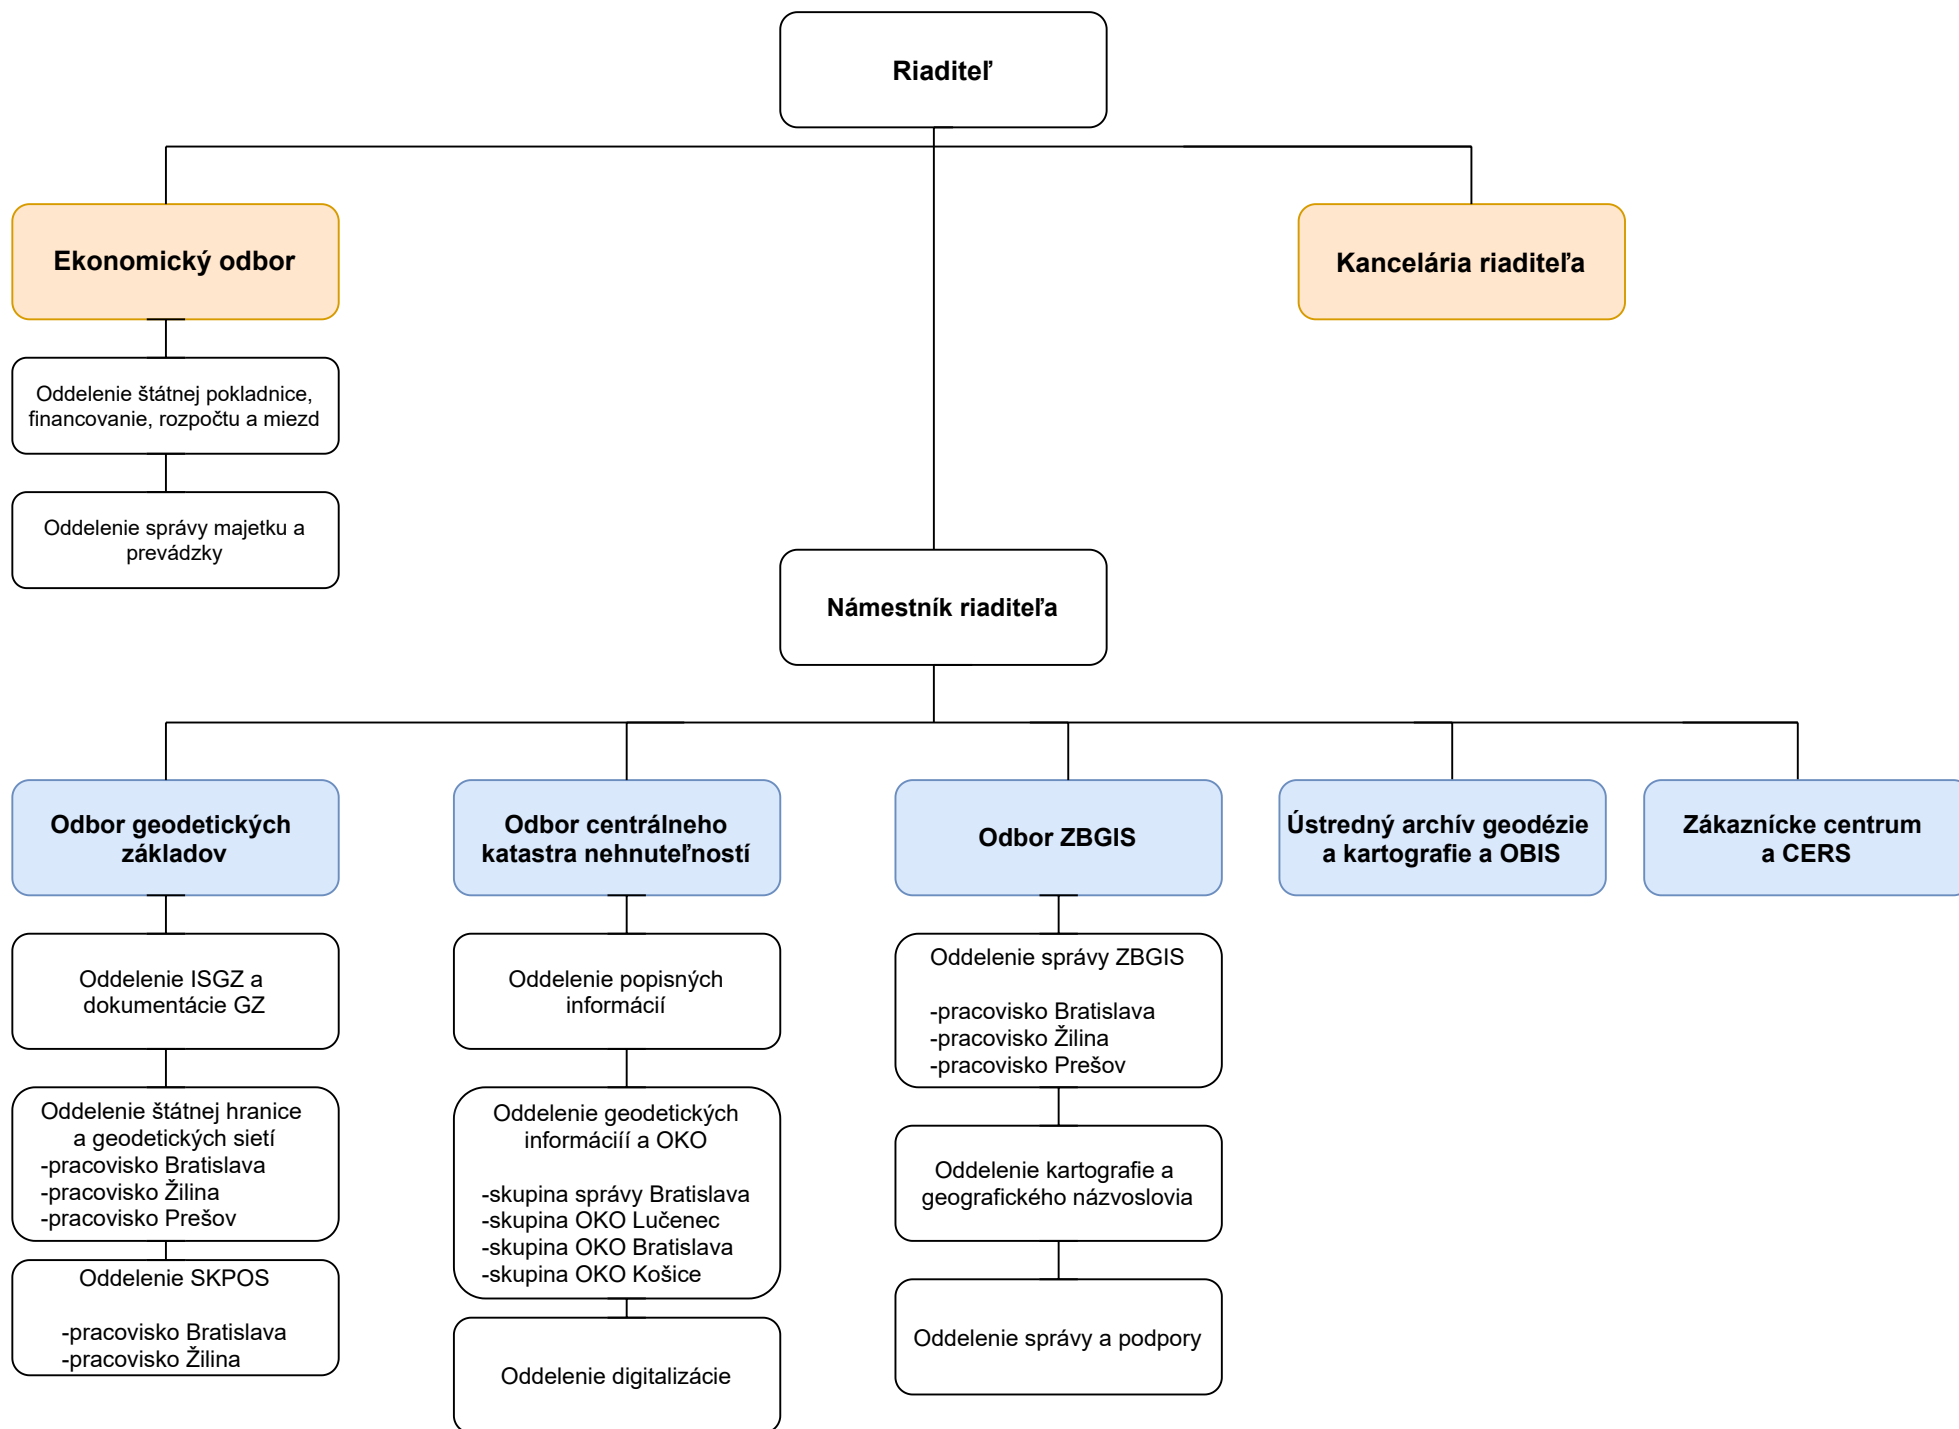 Riaditeľ
Ekonomický odbor
Kancelária riaditeľa
Oddelenie štátnej pokladnice,
financovanie, rozpočtu a miezd
Oddelenie správy majetku a
prevádzky
Námestník riaditeľa
Odbor geodetických
základov
Odbor centrálneho
katastra nehnuteľností
Odbor ZBGIS
Ústredný archív geodézie
a kartografie a OBIS
Zákaznícke centrum
a CERS
Oddelenie ISGZ a
dokumentácie GZ
Oddelenie štátnej hranice
a geodetických sietí
-pracovisko Bratislava
-pracovisko Žilina
-pracovisko Prešov
Oddelenie SKPOS
-pracovisko Bratislava
-pracovisko Žilina
Oddelenie popisných
informácií
Oddelenie geodetických
informáciíí a OKO
-skupina správy Bratislava
-skupina OKO Lučenec
-skupina OKO Bratislava
-skupina OKO Košice
Oddelenie digitalizácie
Oddelenie správy ZBGIS
-pracovisko Bratislava
-pracovisko Žilina
-pracovisko Prešov
Oddelenie kartografie a
geografického názvoslovia
Oddelenie správy a podpory